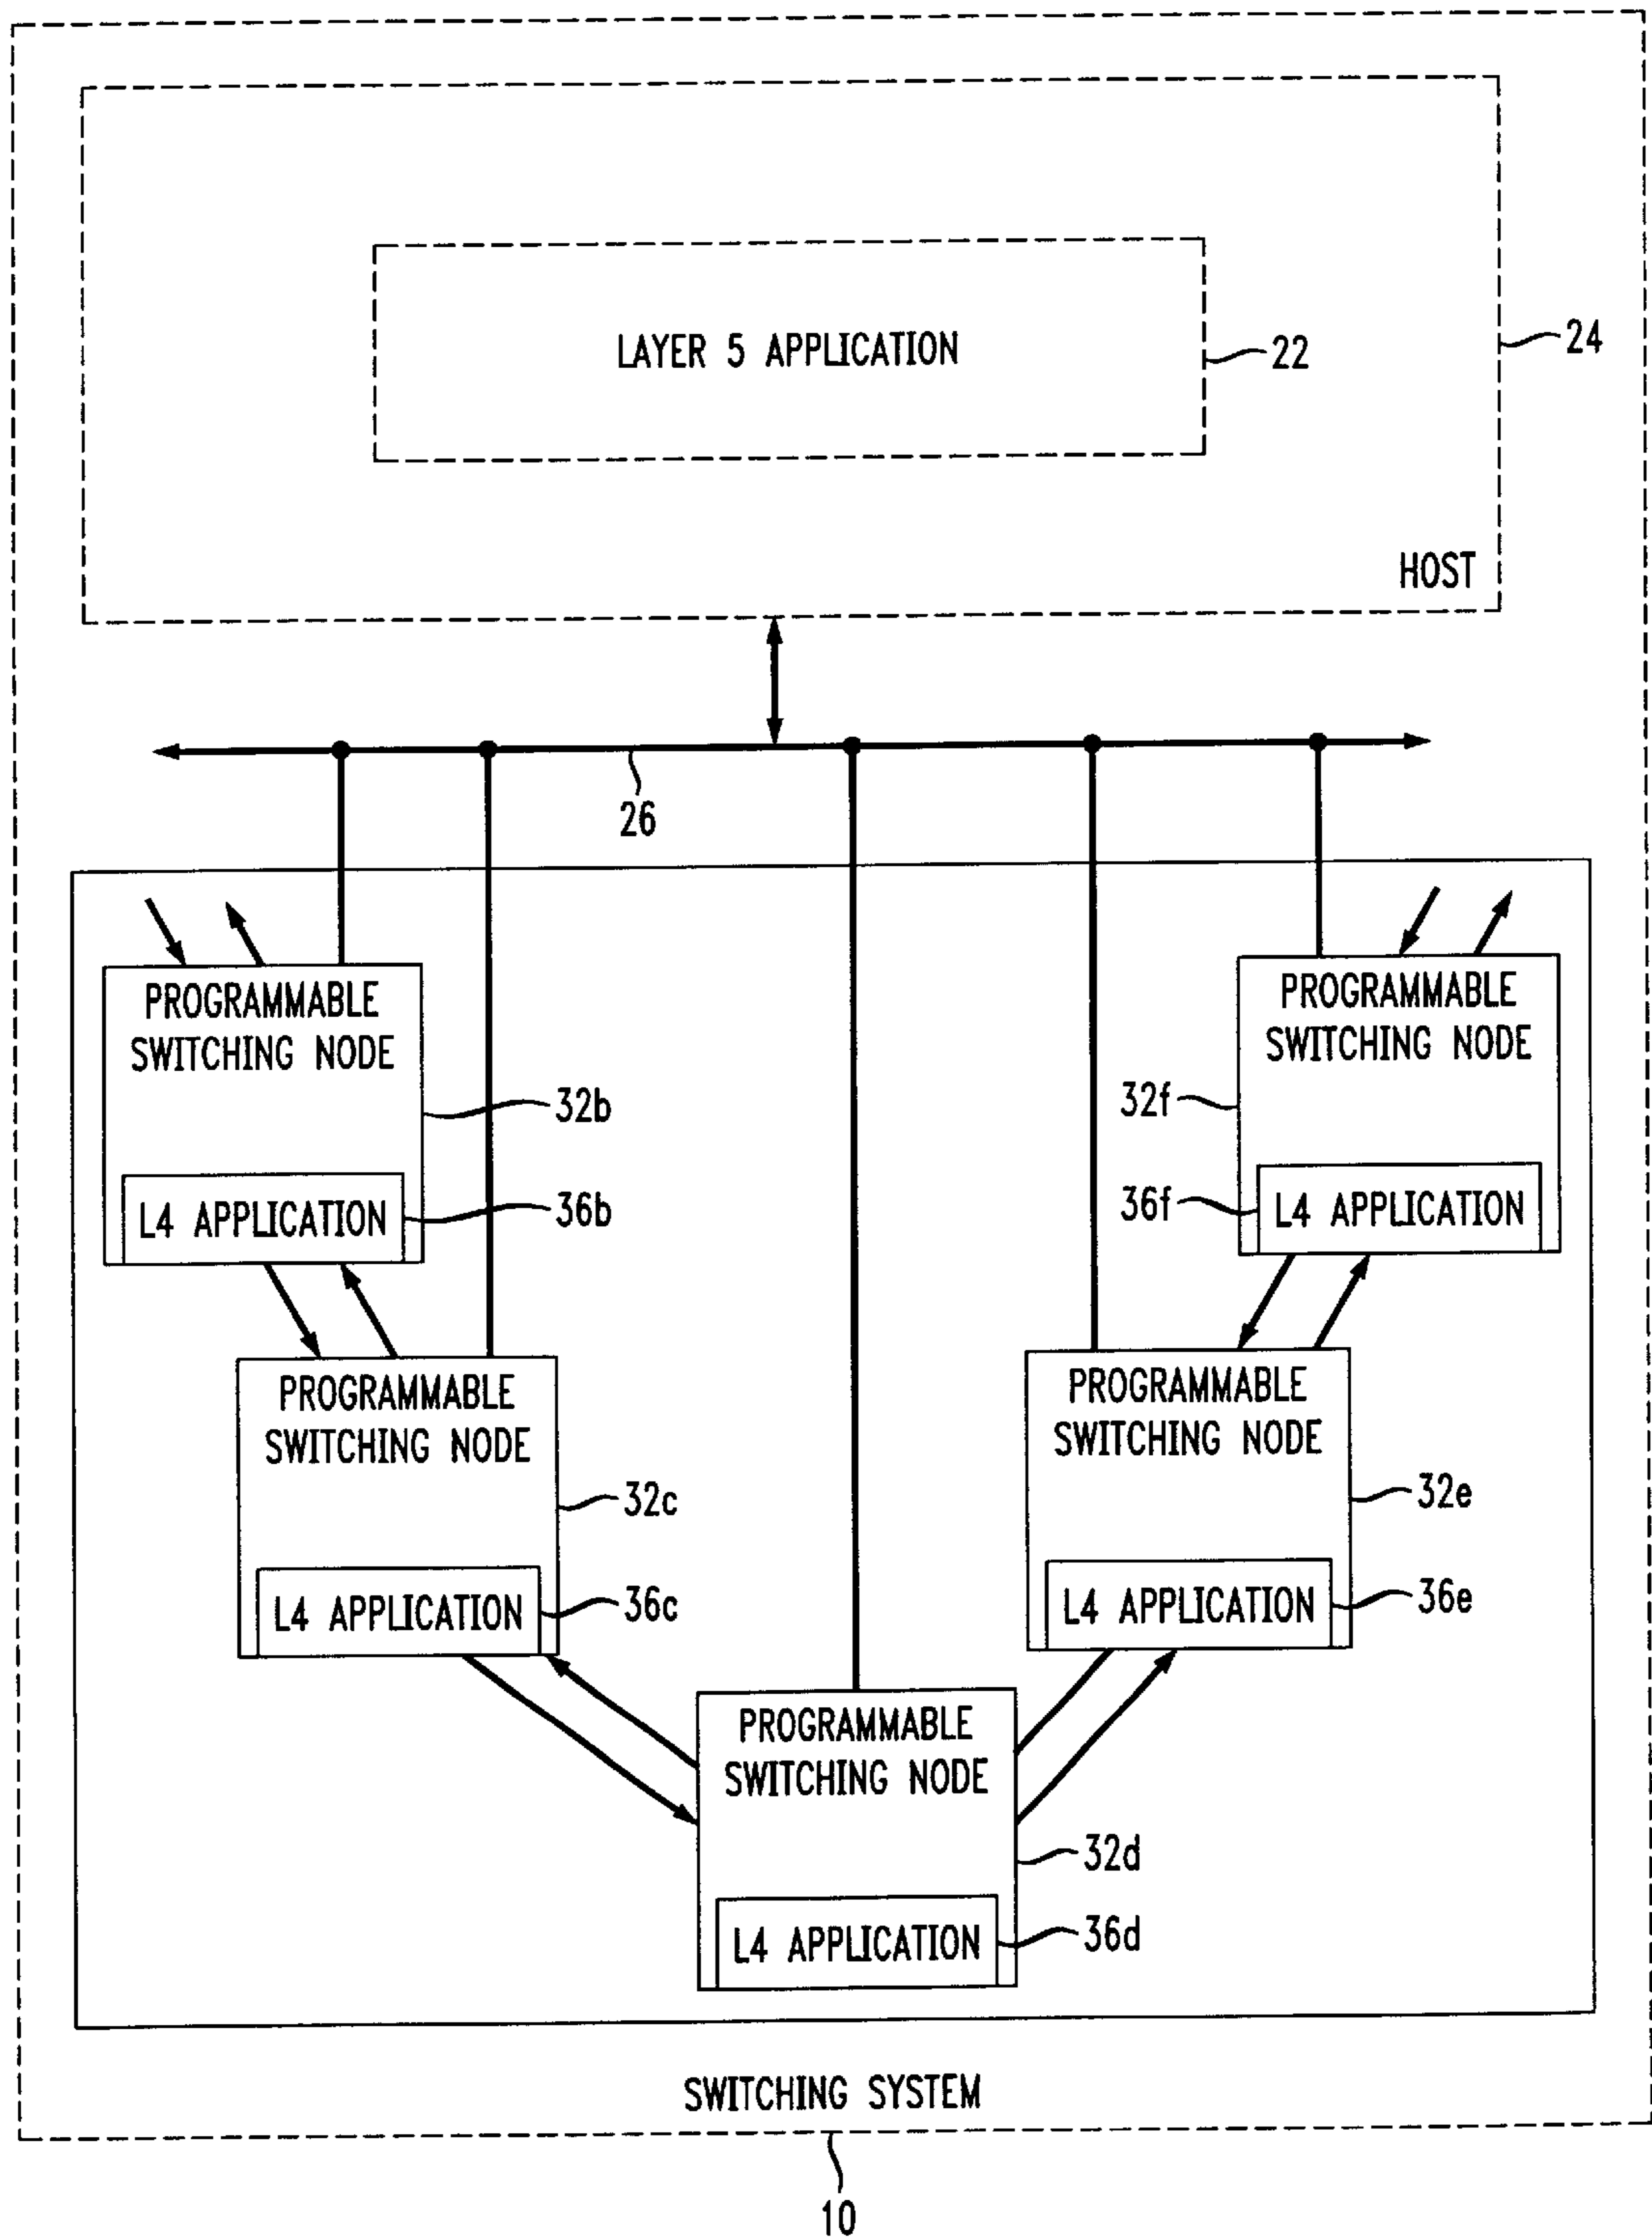 LAYER 5 APPLICATION
22
24
HOST
26
PROGRAMMABLE
SWITCHING NODE
32b
L4 APPLICATION
36b
PROGRAMMABLE
SWITCHING NODE
32f
L4 APPLICATION
36f
PROGRAMMABLE
SWITCHING NODE
32c
L4 APPLICATION
36c
PROGRAMMABLE
SWITCHING NODE
32e
L4 APPLICATION
36e
PROGRAMMABLE
SWITCHING NODE
32d
L4 APPLICATION
36d
SWITCHING SYSTEM
10